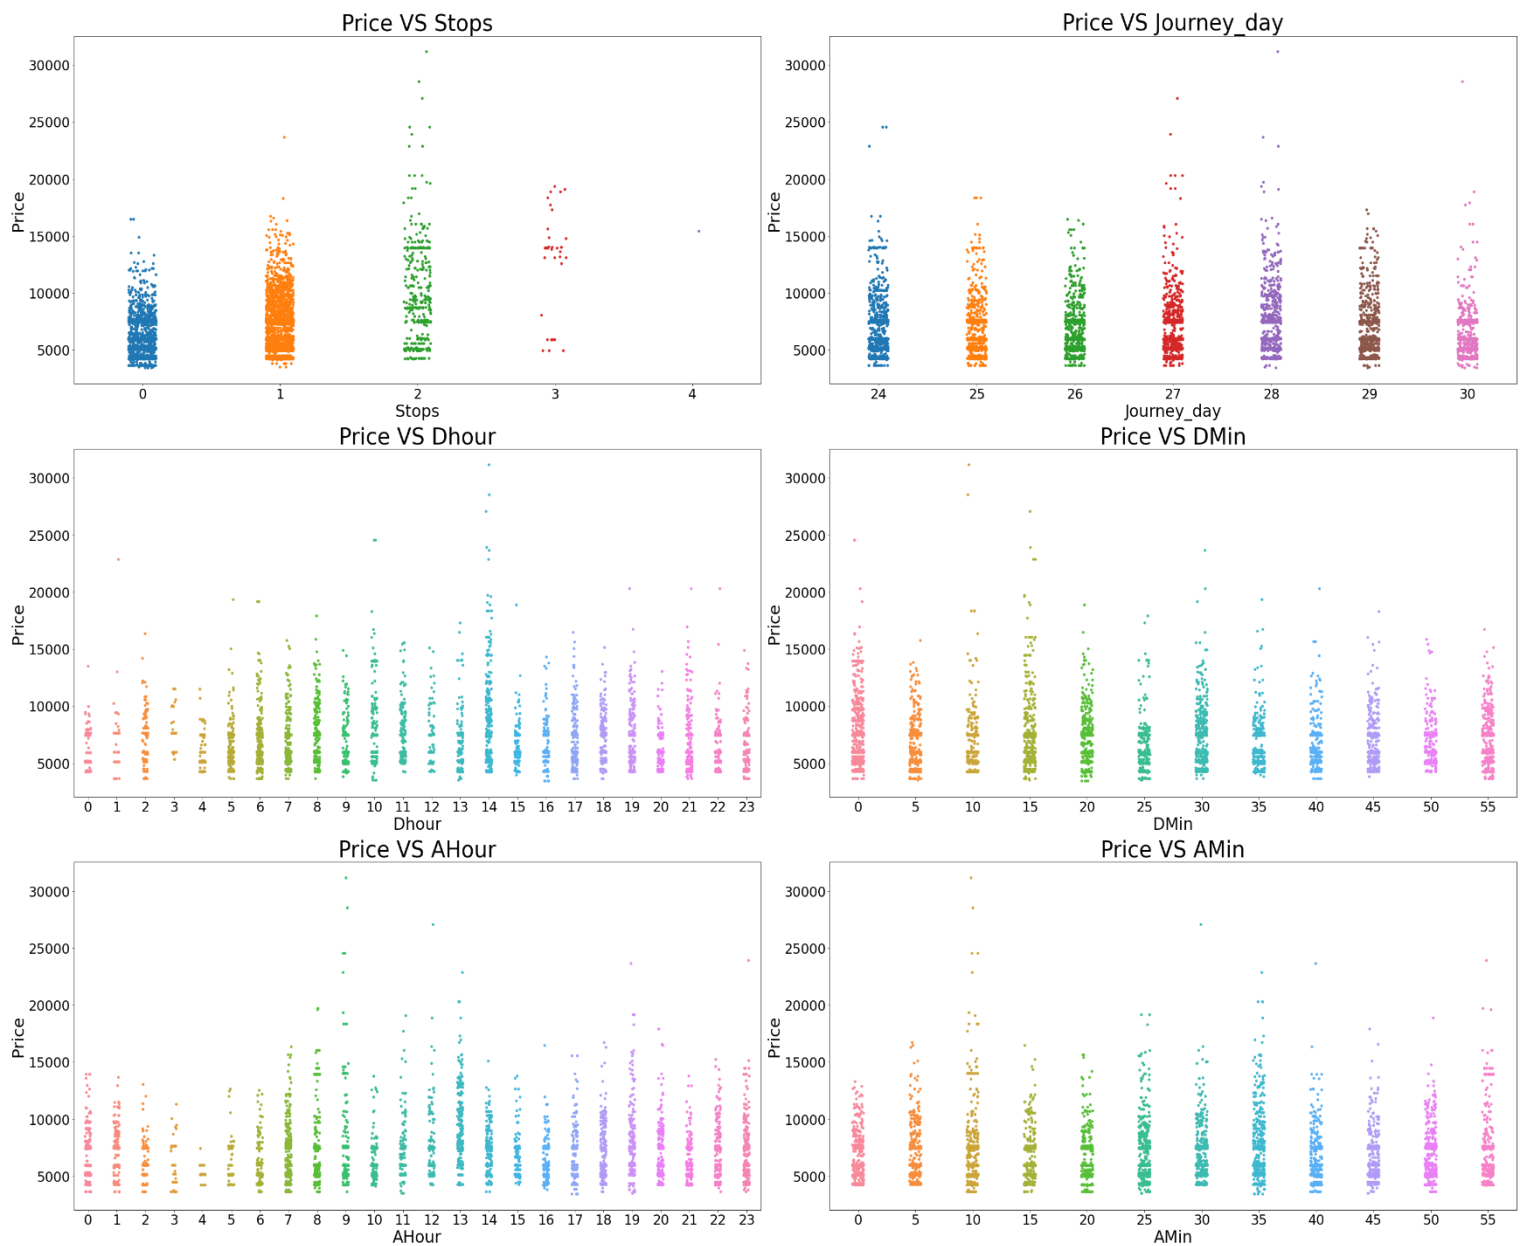 Price VS Stops
30000
25000
20000
15000
10000
5000
Price
0 1 2 3 4
Stops
Price VS Journey_day
30000
25000
20000
15000
10000
5000
Price
24 25 26 27 28 29 30
Journey_day
Price VS Dhour
30000
25000
20000
15000
10000
5000
Price
0 1 2 3 4 5 6 7 8 9 10 11 12 13 14 15 16 17 18 19 20 21 22 23
Dhour
Price VS DMin
30000
25000
20000
15000
10000
5000
Price
0 5 10 15 20 25 30 35 40 45 50 55
DMin
Price VS AHour
30000
25000
20000
15000
10000
5000
Price
0 1 2 3 4 5 6 7 8 9 10 11 12 13 14 15 16 17 18 19 20 21 22 23
AHour
Price VS AMin
30000
25000
20000
15000
10000
5000
Price
0 5 10 15 20 25 30 35 40 45 50 55
AMin